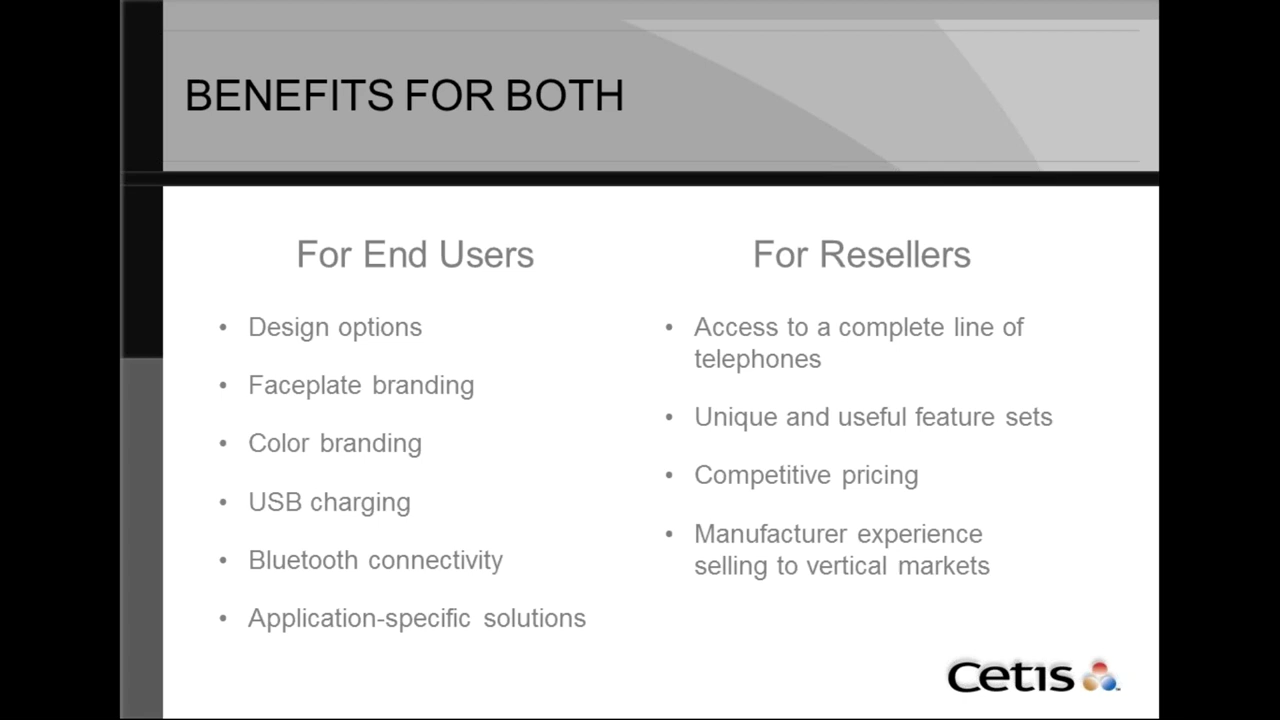 BENEFITS FOR BOTH
For End Users
• Design options
• Faceplate branding
• Color branding
• USB charging
• Bluetooth connectivity
• Application-specific solutions
For Resellers
• Access to a complete line of
telephones
• Unique and useful feature sets
• Competitive pricing
• Manufacturer experience
selling to vertical markets
Cetis